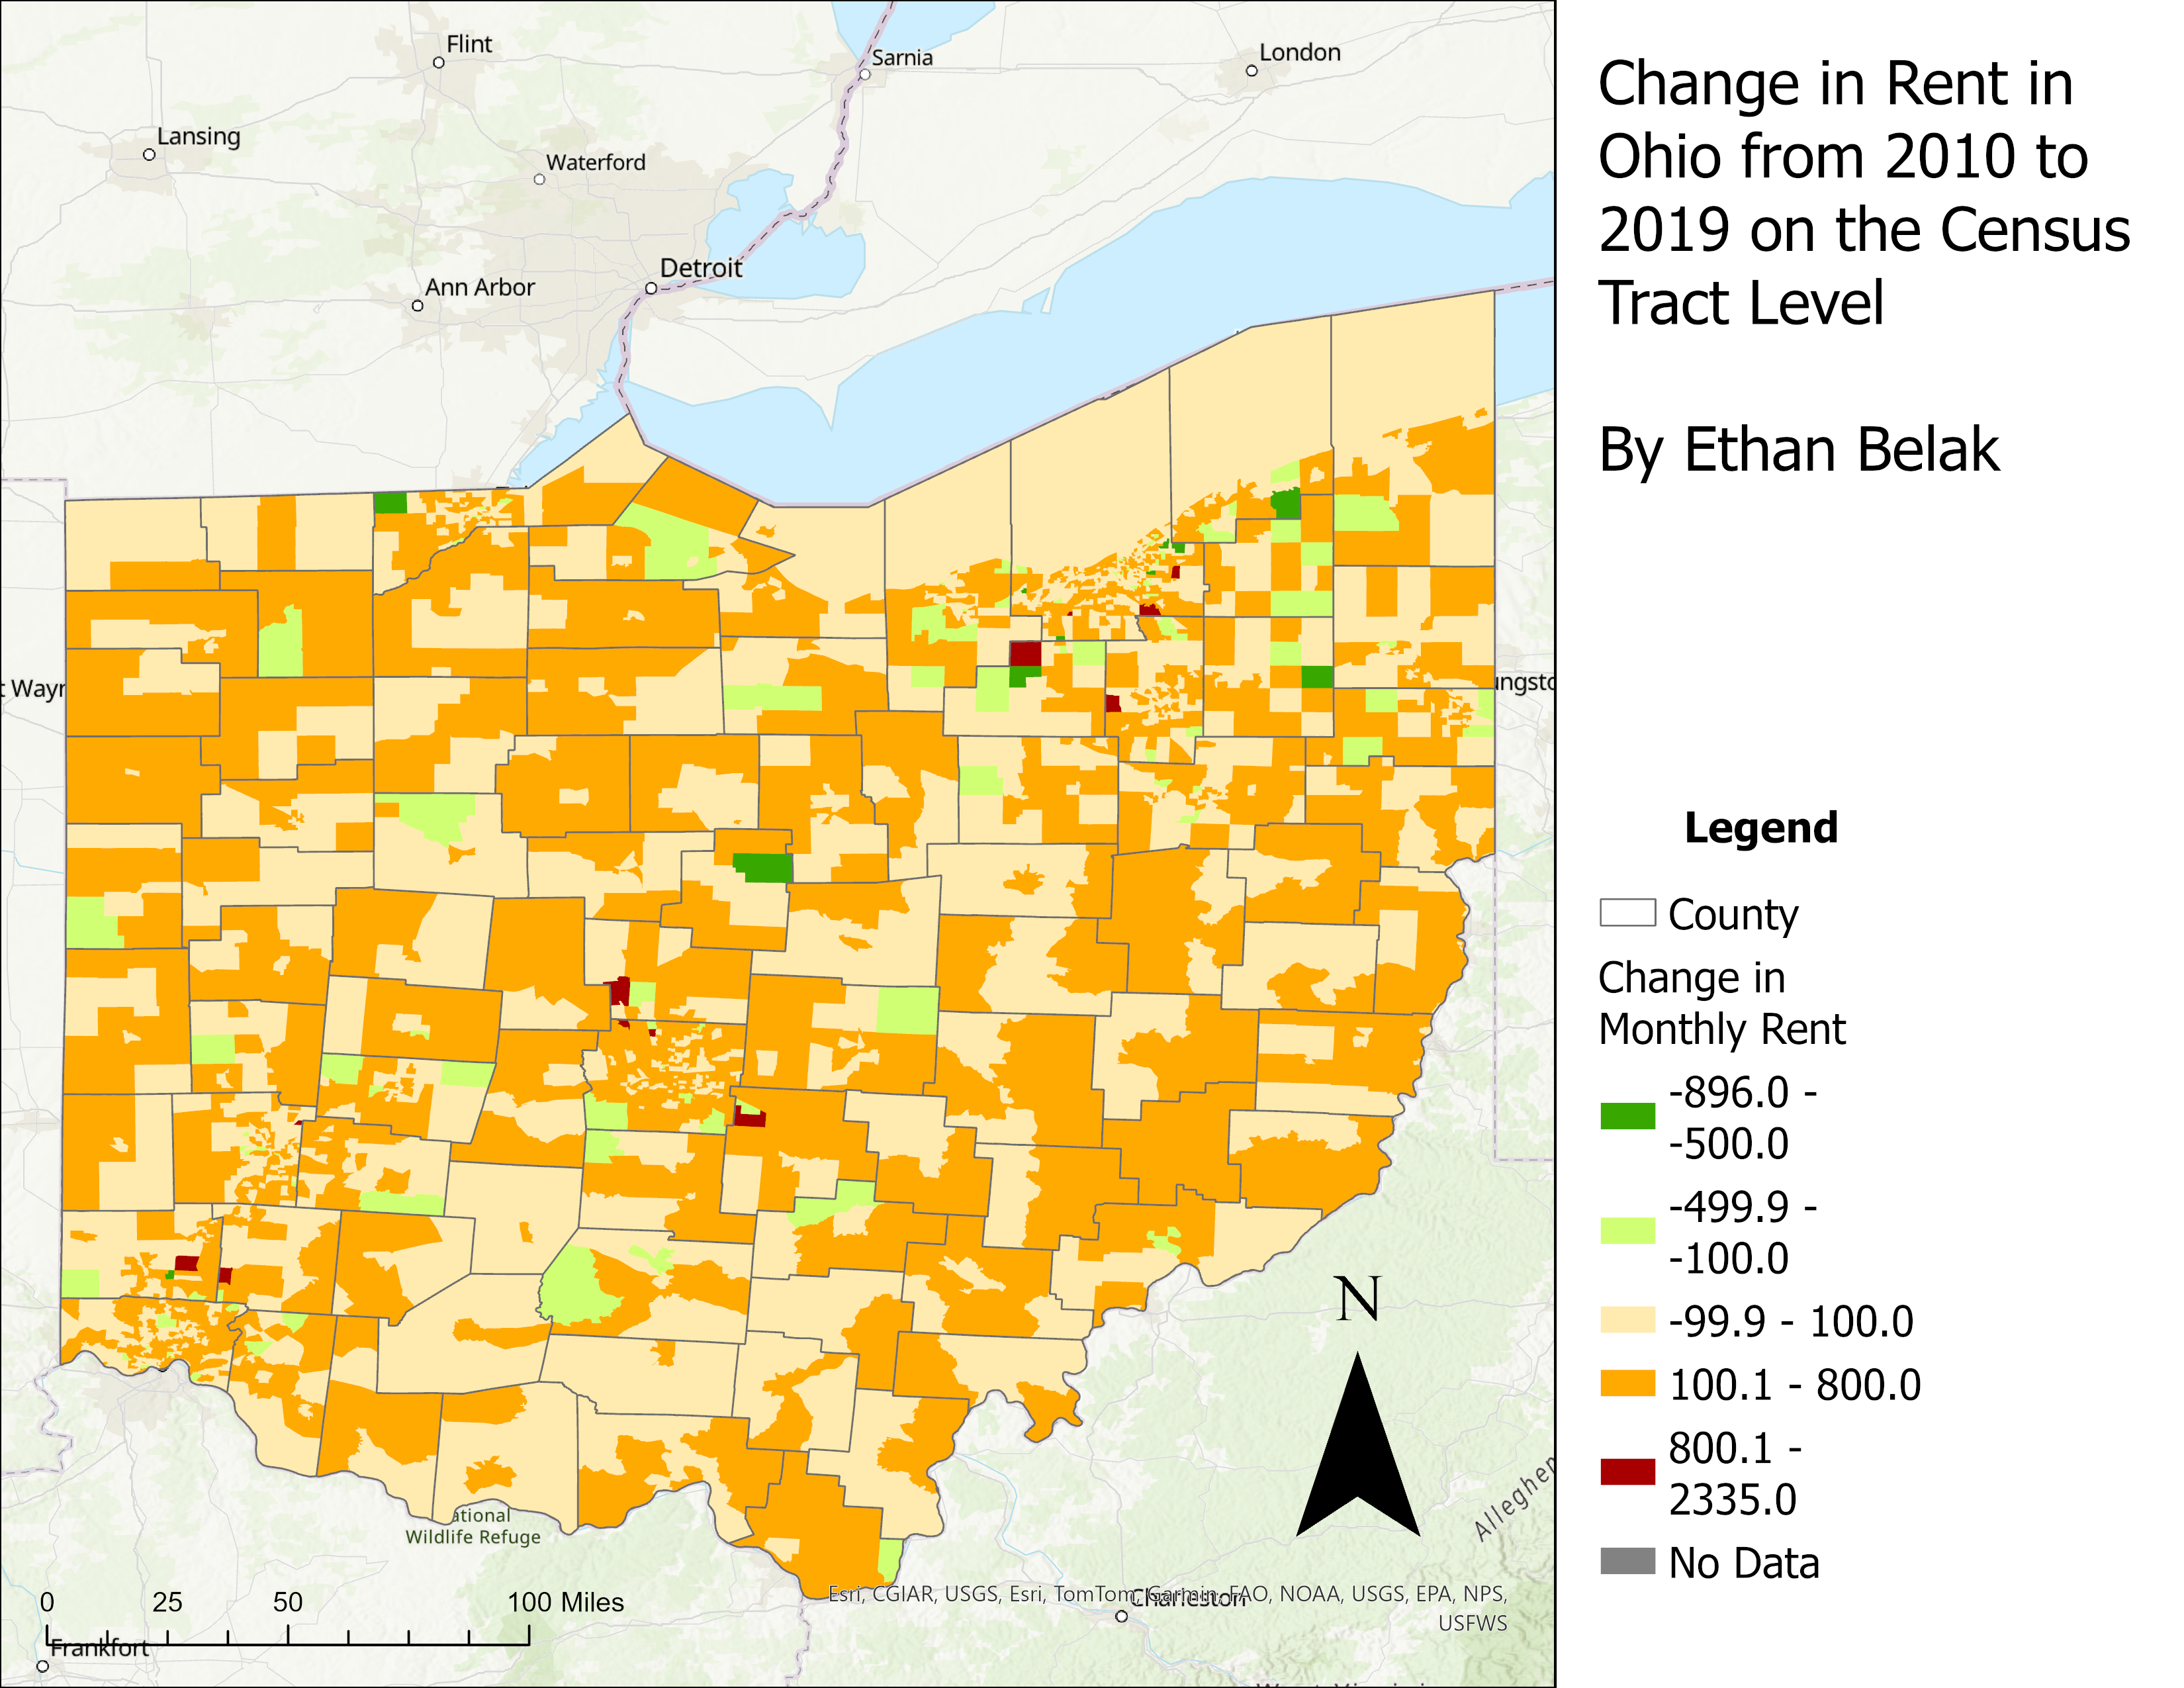 Flint
Sarnia
London
Lansing
Waterford
Detroit
Ann Arbor
t Wayn
ungsto
ational
Wildlife Refuge
0 25 50 100 Miles
Frankfort
Esri, CGIAR, USGS, Esri, TomTom, Garmin, FAO, NOAA, USGS, EPA, NPS,
USFWS
Charleston
Alleghen
N
Change in Rent in
Ohio from 2010 to
2019 on the Census
Tract Level
By Ethan Belak
Legend
County
Change in
Monthly Rent
-896.0 -
-500.0
-499.9 -
-100.0
-99.9 - 100.0
100.1 - 800.0
800.1 -
2335.0
No Data